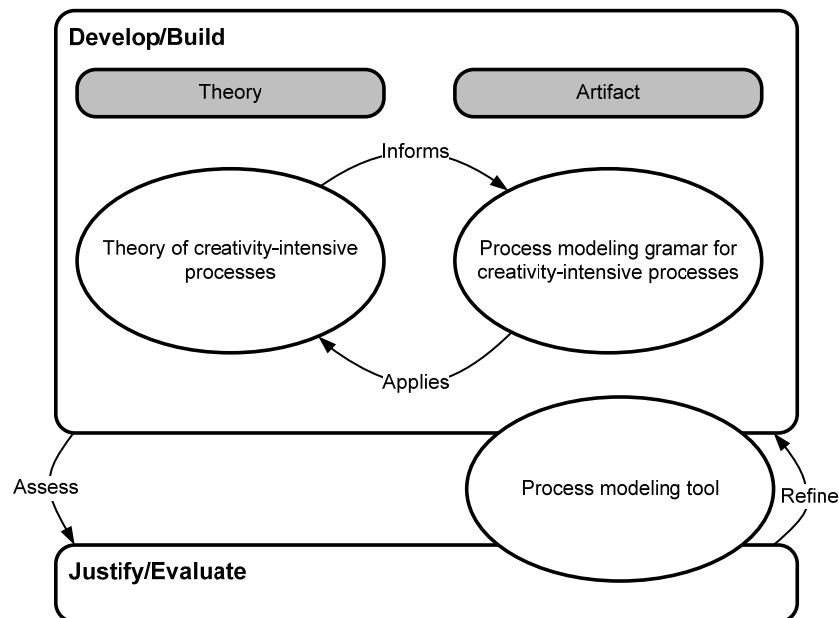 Develop/Build
Theory
Artifact
Informs
Theory of creativity-intensive
processes
Process modeling gramar for
creativity-intensive processes
Applies
Assess
Process modeling tool
Refine
Justify/Evaluate